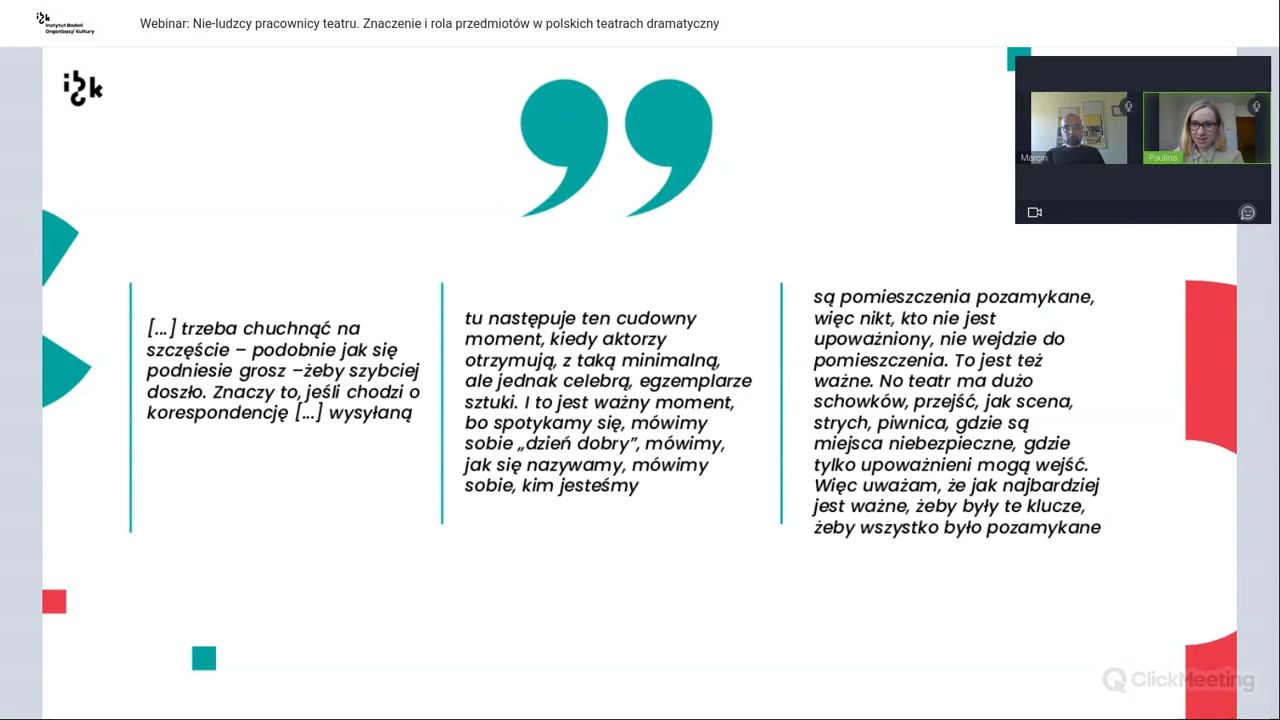 ibok
Instytut Badań
Organizacji Kultury
Webinar: Nie-ludzcy pracownicy teatru. Znaczenie i rola przedmiotów w polskich teatrach dramatyczny
Marcin
Paulina
[...] trzeba chuchnąć na
szczęście – podobnie jak się
podniesie grosz –żeby szybciej
doszło. Znaczy to, jeśli chodzi o
korespondencję [...] wysyłaną
tu następuje ten cudowny
moment, kiedy aktorzy
otrzymują, z taką minimalną,
ale jednak celebrą, egzemplarze
sztuki. I to jest ważny moment,
bo spotykamy się, mówimy
sobie „dzień dobry”, mówimy,
jak się nazywamy, mówimy
sobie, kim jesteśmy
są pomieszczenia pozamykane,
więc nikt, kto nie jest
upoważniony, nie wejdzie do
pomieszczenia. To jest też
ważne. No teatr ma dużo
schowków, przejść, jak scena,
strych, piwnica, gdzie są
miejsca niebezpieczne, gdzie
tylko upoważnieni mogą wejść.
Więc uważam, że jak najbardziej
jest ważne, żeby były te klucze,
żeby wszystko było pozamykane
ClickMeeting